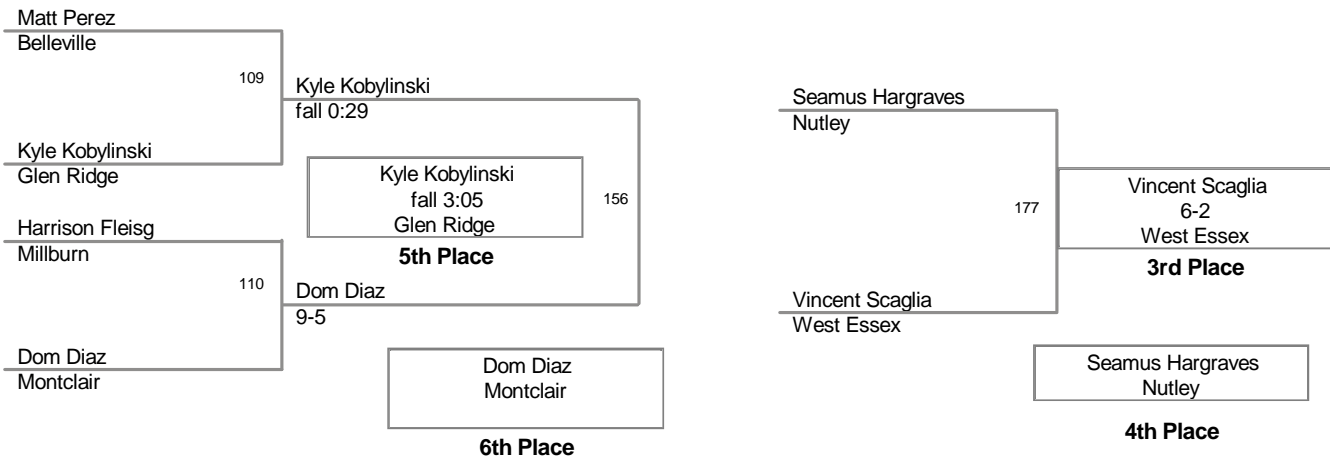 Matt Perez
Belleville
109
Kyle Kobylinski
fall 0:29
Kyle Kobylinski
Glen Ridge
Kyle Kobylinski
fall 3:05
Glen Ridge
5th Place
156
Harrison Fleisg
Millburn
110
Dom Diaz
9-5
Dom Diaz
Montclair
Dom Diaz
Montclair
6th Place
Seamus Hargraves
Nutley
177
Vincent Scaglia
6-2
West Essex
3rd Place
Vincent Scaglia
West Essex
Seamus Hargraves
Nutley
4th Place